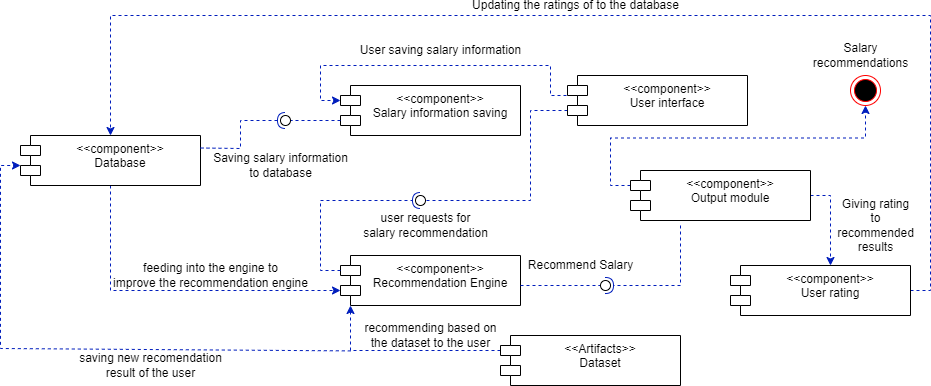 Updating the ratings of to the database
User saving salary information
Salary
recommendations
<<component>>
Salary information saving
<<component>>
User interface
<<component>>
Database
Saving salary information
to database
<<component>>
Output module
user requests for
salary recommendation
Giving rating
to
recommended
results
feeding into the engine to
improve the recommendation engine
<<component>>
Recommendation Engine
Recommend Salary
<<component>>
User rating
recommending based on
the dataset to the user
saving new recomendation
result of the user
<<Artifacts>>
Dataset